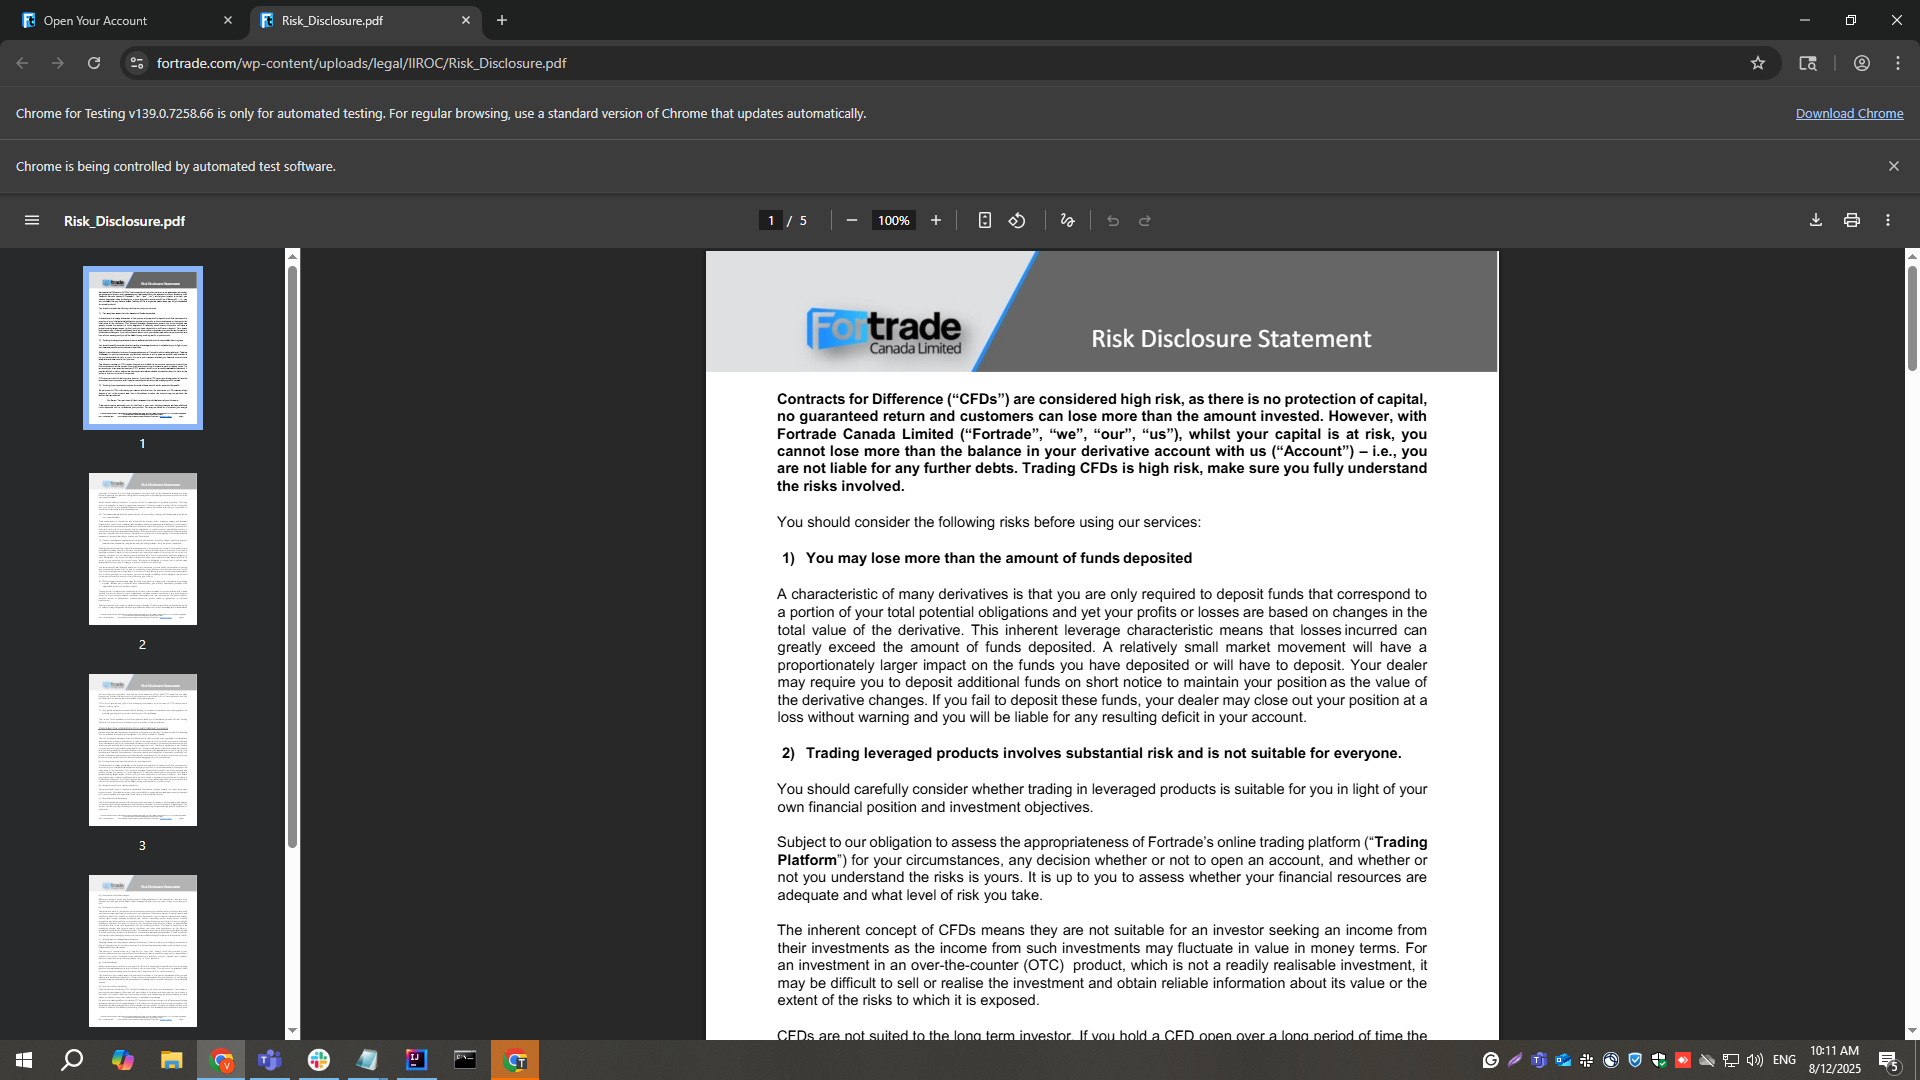 Open Your Account
Risk_Disclosure.pdf
fortrade.com/wp-content/uploads/legal/IIROC/Risk_Disclosure.pdf
Chrome for Testing v139.0.7258.66 is only for automated testing. For regular browsing, use a standard version of Chrome that updates automatically.
Download Chrome
Chrome is being controlled by automated test software.
Risk_Disclosure.pdf
1 / 5
100%
1
2
3
Fortrade
Canada Limited
Risk Disclosure Statement
Contracts for Difference (“CFDs”) are considered high risk, as there is no protection of capital,
no guaranteed return and customers can lose more than the amount invested. However, with
Fortrade Canada Limited (“Fortrade”, “we”, “our”, “us”), whilst your capital is at risk, you
cannot lose more than the balance in your derivative account with us (“Account”) – i.e., you
are not liable for any further debts. Trading CFDs is high risk, make sure you fully understand
the risks involved.
You should consider the following risks before using our services:
1) You may lose more than the amount of funds deposited
A characteristic of many derivatives is that you are only required to deposit funds that correspond to
a portion of your total potential obligations and yet your profits or losses are based on changes in the
total value of the derivative. This inherent leverage characteristic means that losses incurred can
greatly exceed the amount of funds deposited. A relatively small market movement will have a
proportionately larger impact on the funds you have deposited or will have to deposit. Your dealer
may require you to deposit additional funds on short notice to maintain your position as the value of
the derivative changes. If you fail to deposit these funds, your dealer may close out your position at a
loss without warning and you will be liable for any resulting deficit in your account.
2) Trading leveraged products involves substantial risk and is not suitable for everyone.
You should carefully consider whether trading in leveraged products is suitable for you in light of your
own financial position and investment objectives.
Subject to our obligation to assess the appropriateness of Fortrade’s online trading platform (“Trading
Platform”) for your circumstances, any decision whether or not to open an account, and whether or
not you understand the risks is yours. It is up to you to assess whether your financial resources are
adequate and what level of risk you take.
The inherent concept of CFDs means they are not suitable for an investor seeking an income from
their investments as the income from such investments may fluctuate in value in money terms. For
an investment in an over-the-counter (OTC) product, which is not a readily realisable investment, it
may be difficult to sell or realise the investment and obtain reliable information about its value or the
extent of the risks to which it is exposed.
CFDs are not suited to the long term investor. If you hold a CFD open over a long period of time the
ENG
10:11 AM
8/12/2025
5